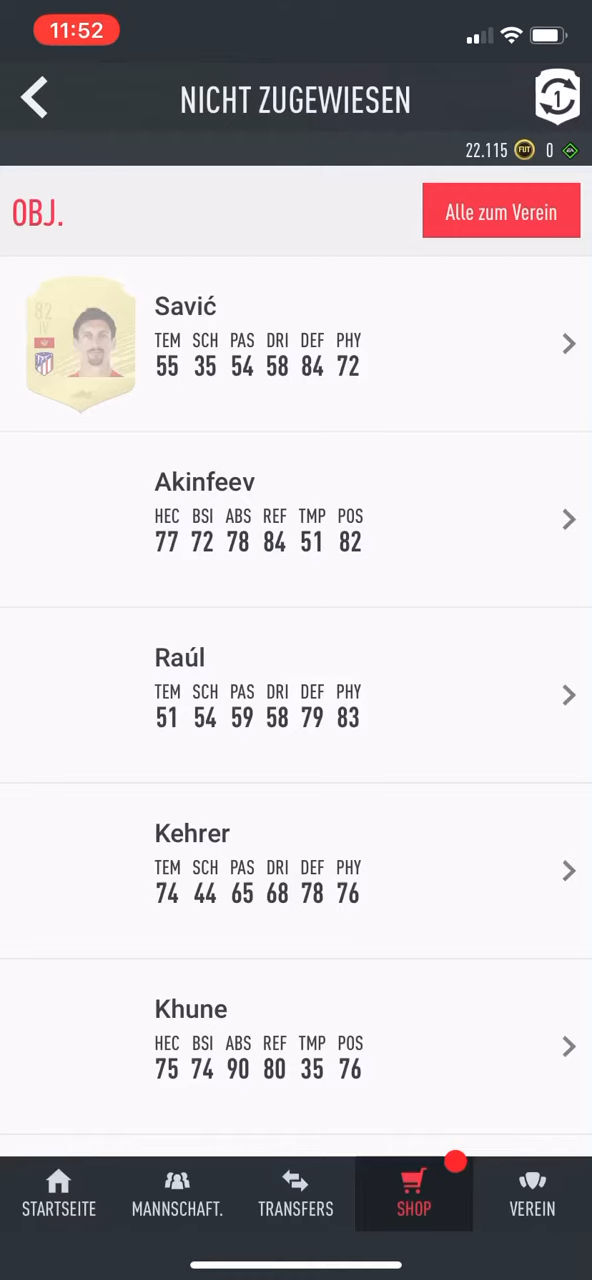 11:52
NICHT ZUGEWIESEN
1
22.115 FUT 0
OBJ.
Alle zum Verein
82
IV
Savić
TEM SCH PAS DRI DEF PHY
55 35 54 58 84 72
Akinfeev
HEC BSI ABS REF TMP POS
77 72 78 84 51 82
Raúl
TEM SCH PAS DRI DEF PHY
51 54 59 58 79 83
Kehrer
TEM SCH PAS DRI DEF PHY
74 44 65 68 78 76
Khune
HEC BSI ABS REF TMP POS
75 74 90 80 35 76
STARTSEITE MANNSCHAFT. TRANSFERS SHOP VEREIN